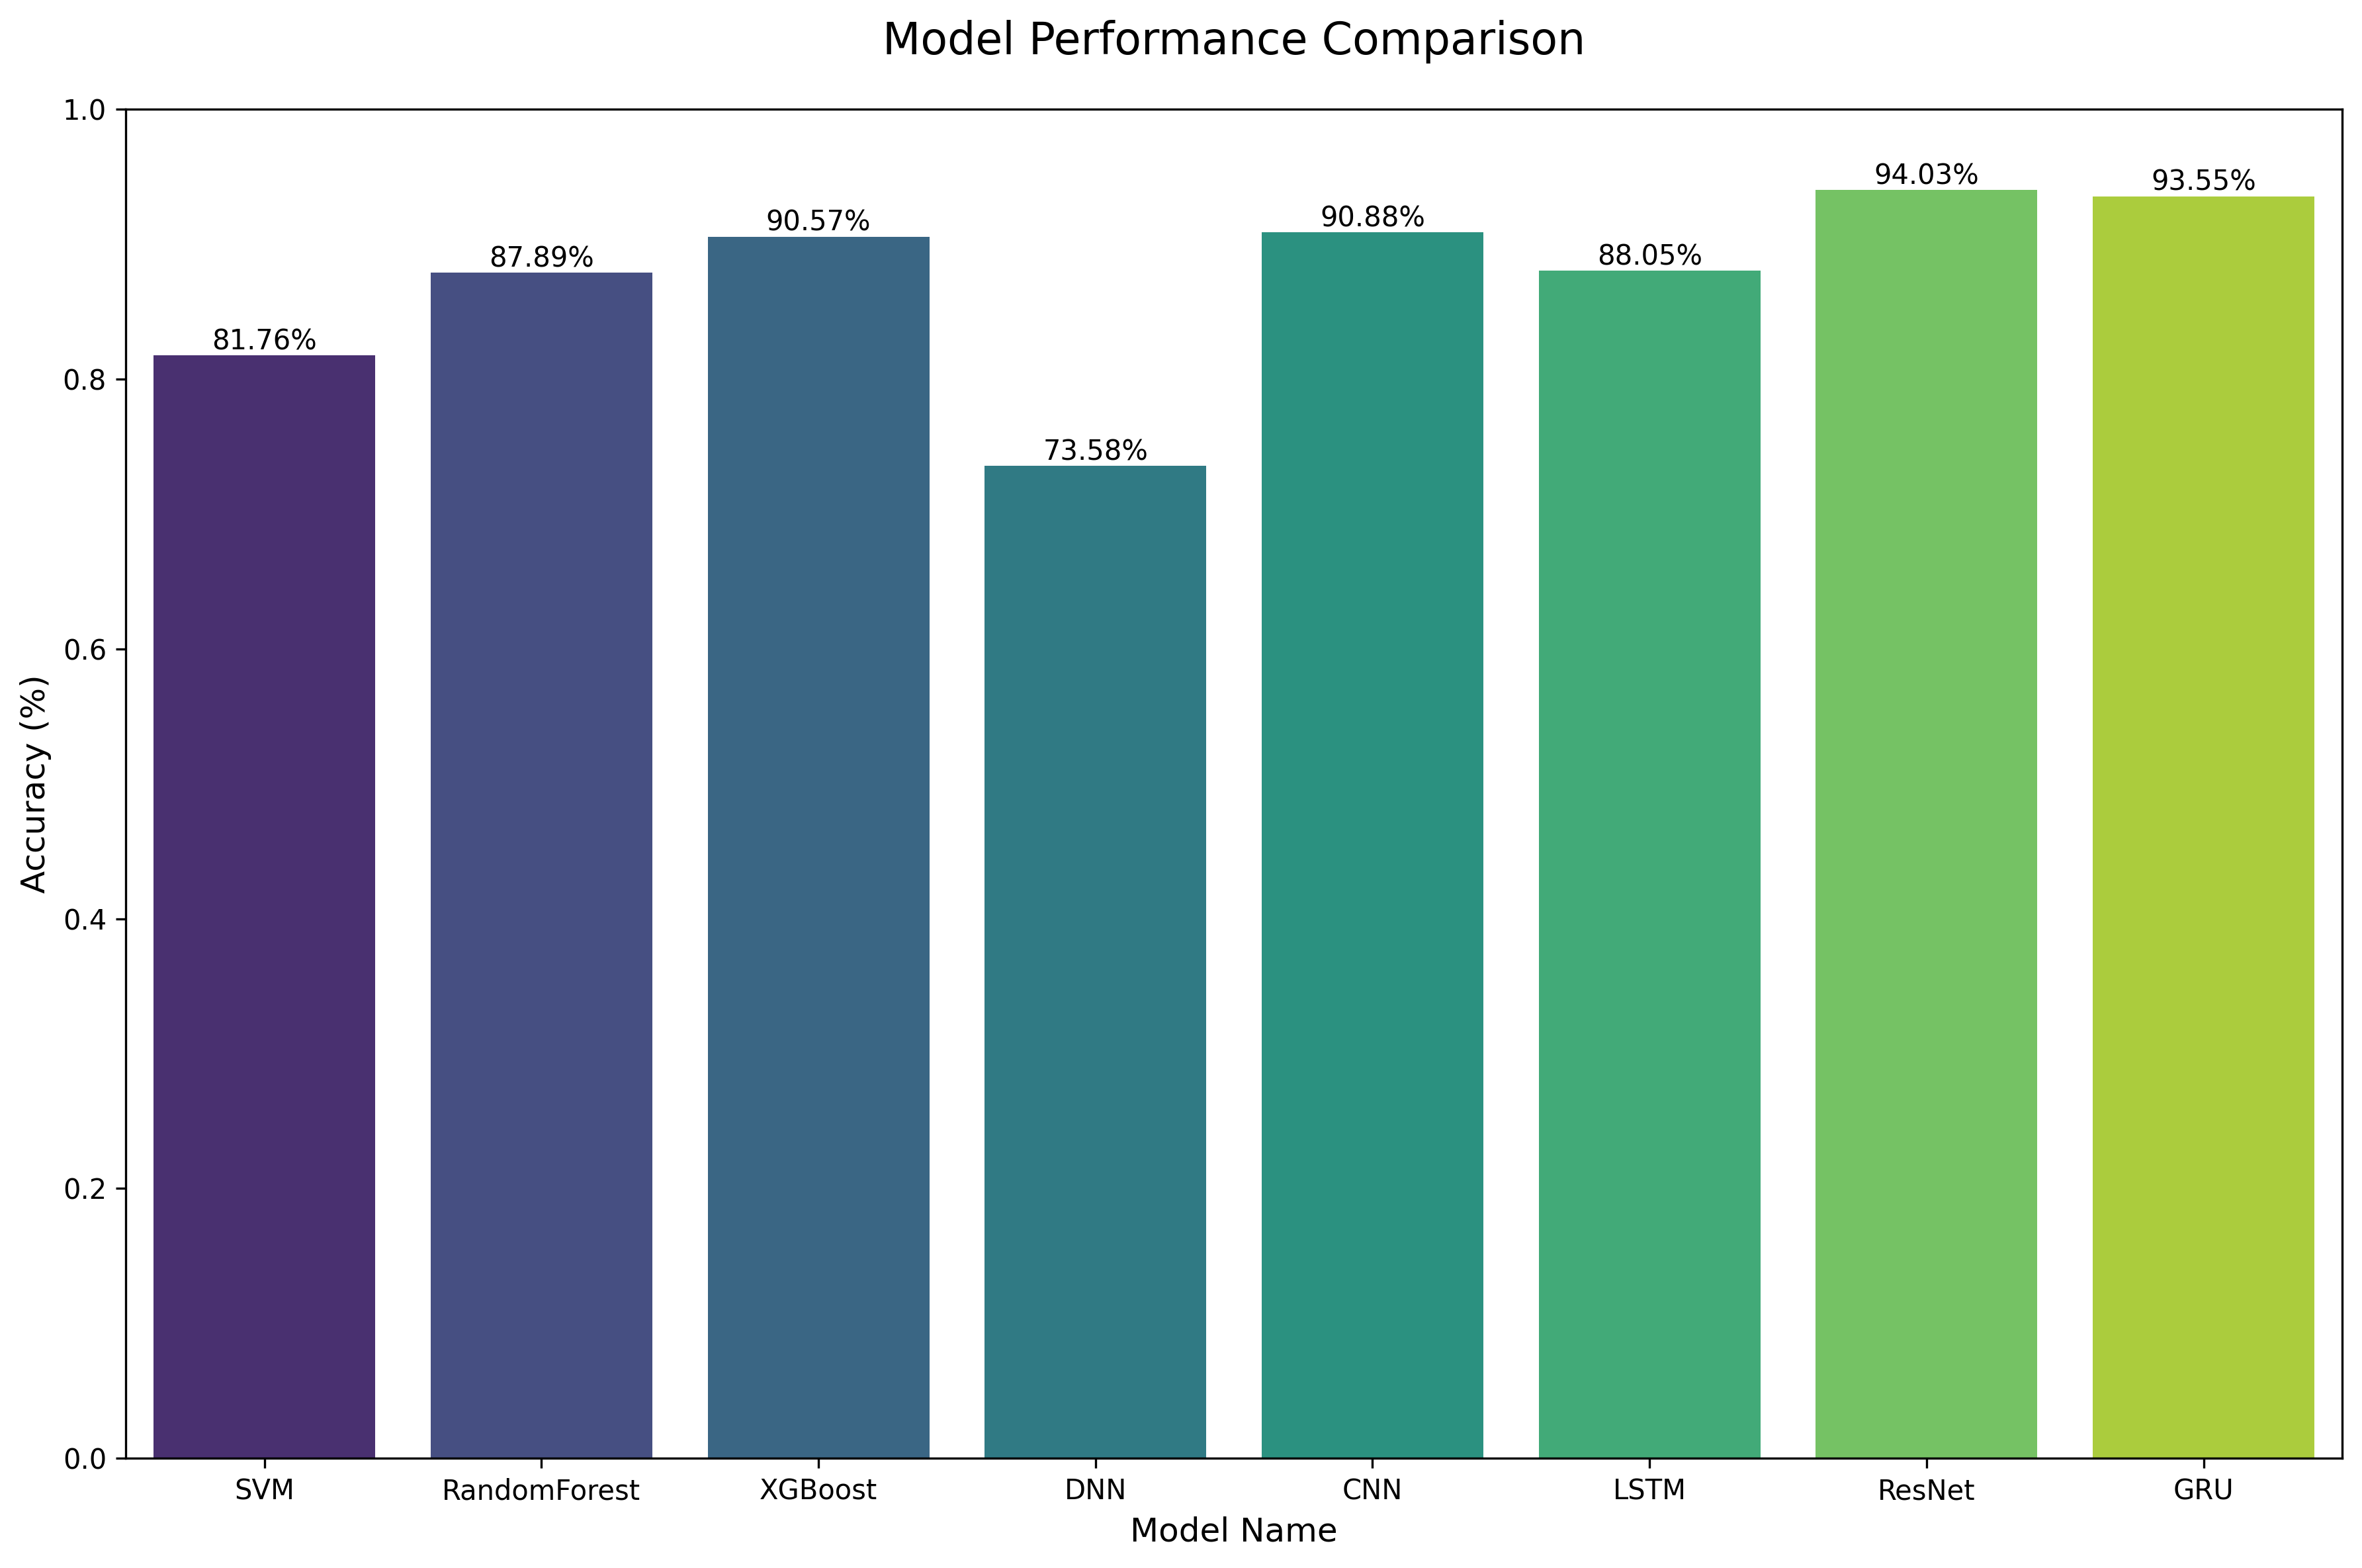 Model Performance Comparison
Accuracy (%)
1.0
0.8
0.6
0.4
0.2
0.0
81.76%
87.89%
90.57%
73.58%
90.88%
88.05%
94.03%
93.55%
SVM
RandomForest
XGBoost
DNN
CNN
LSTM
ResNet
GRU
Model Name